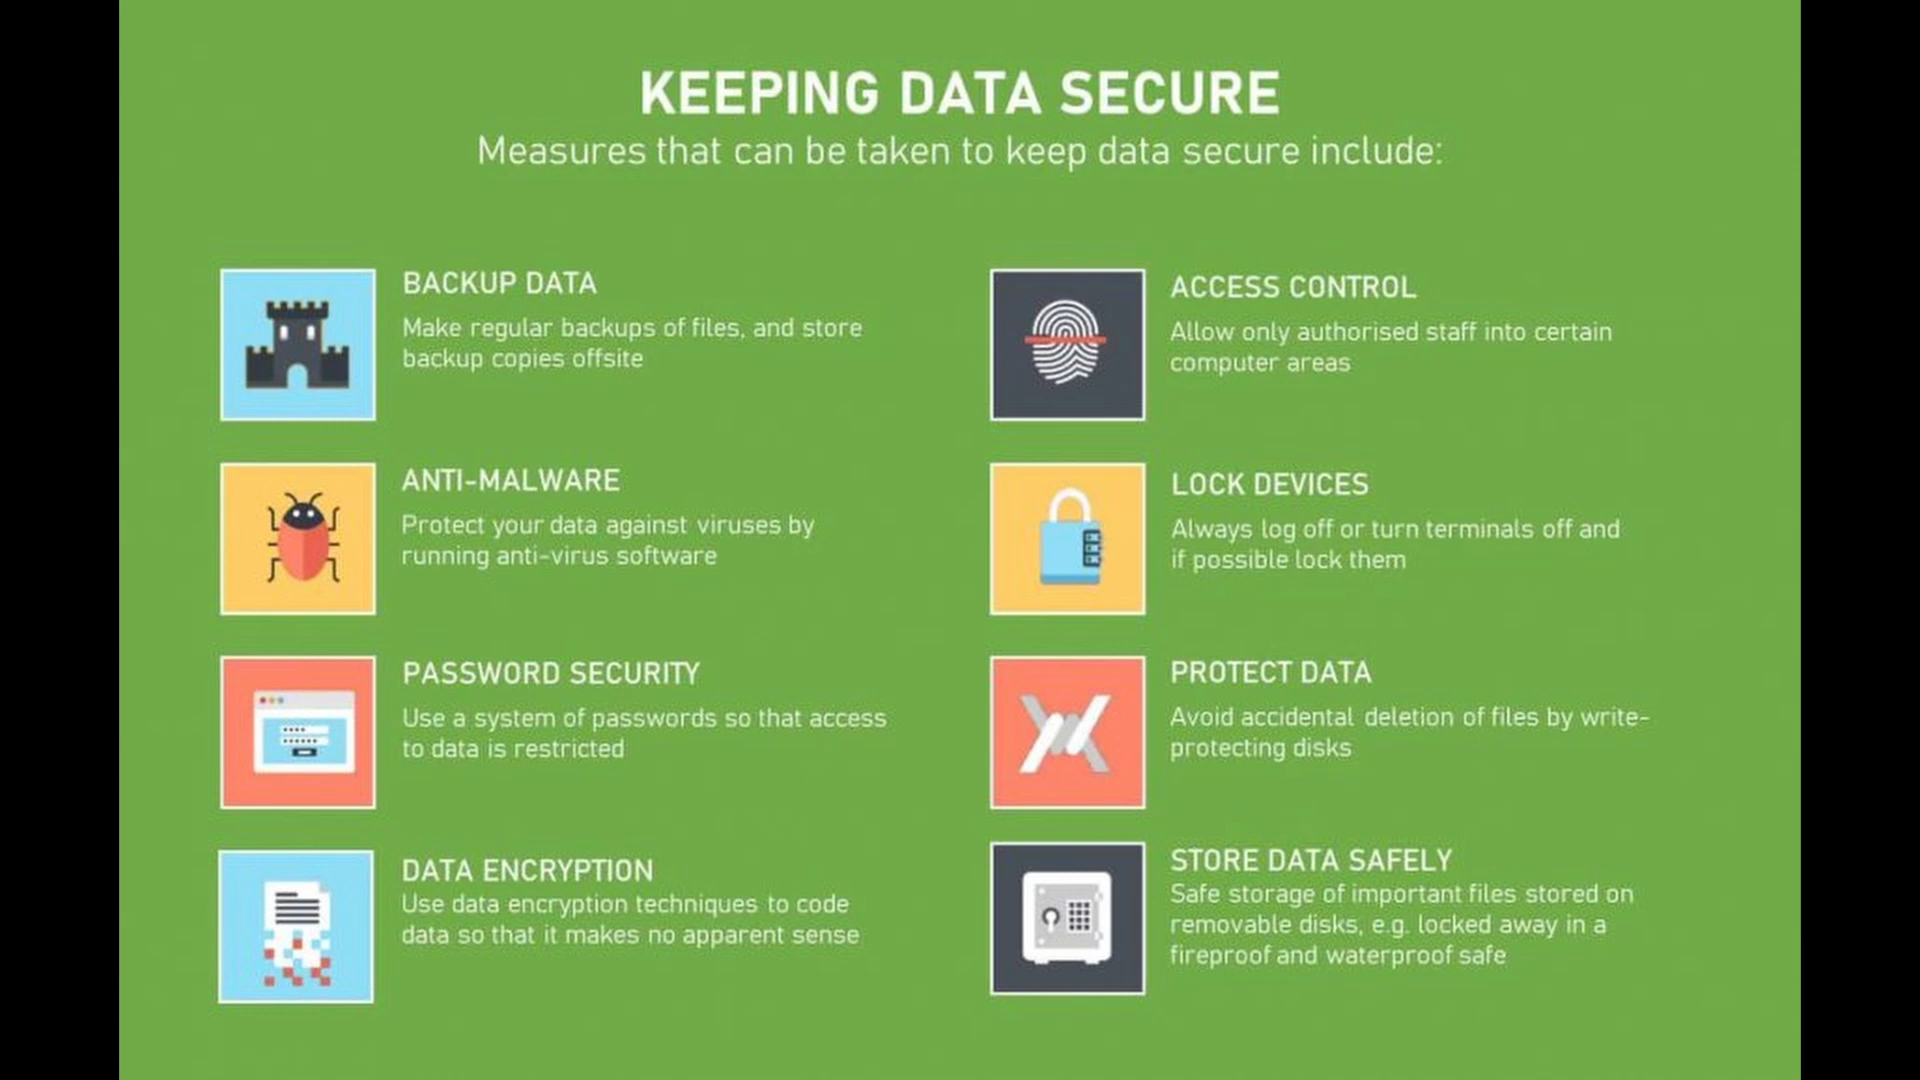 KEEPING DATA SECURE
Measures that can be taken to keep data secure include:
BACKUP DATA
Make regular backups of files, and store
backup copies offsite
ANTI-MALWARE
Protect your data against viruses by
running anti-virus software
PASSWORD SECURITY
Use a system of passwords so that access
to data is restricted
DATA ENCRYPTION
Use data encryption techniques to code
data so that it makes no apparent sense
ACCESS CONTROL
Allow only authorised staff into certain
computer areas
LOCK DEVICES
Always log off or turn terminals off and
if possible lock them
PROTECT DATA
Avoid accidental deletion of files by write-
protecting disks
STORE DATA SAFELY
Safe storage of important files stored on
removable disks, e.g. locked away in a
fireproof and waterproof safe